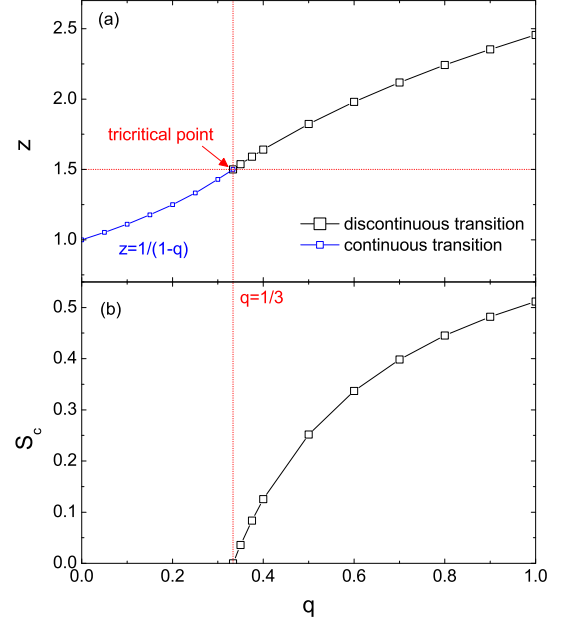 (a)
2.5
2.0
1.5
1.0
z
tricritical point
discontinuous transition
continuous transition
z=1/(1-q)
(b)
q=1/3
0.5
0.4
0.3
0.2
0.1
0.0
S_c
0.0 0.2 0.4 0.6 0.8 1.0
q